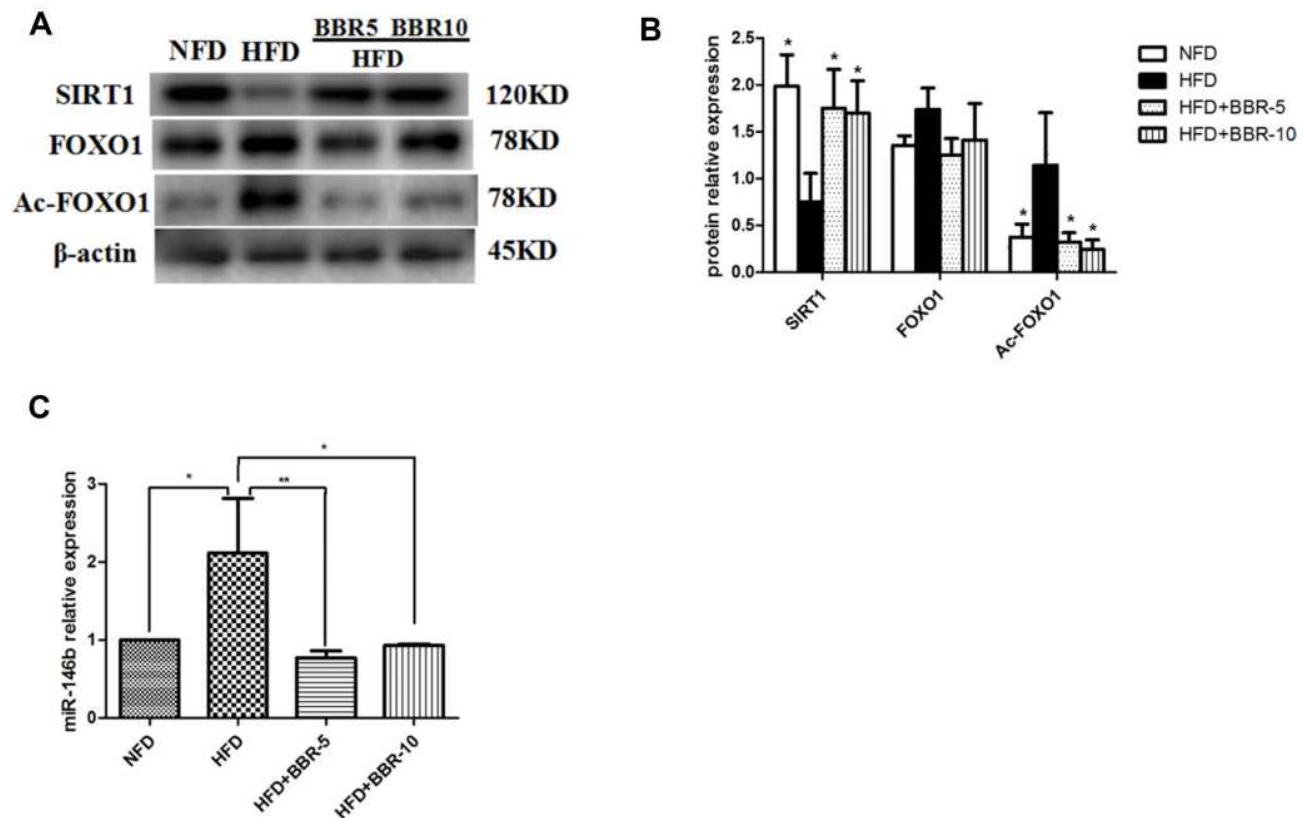 A
BBR5 BBR10
NFD HFD HFD
SIRT1 120KD
FOXO1 78KD
Ac-FOXO1 78KD
β-actin 45KD
B
protein relative expression
2.5
2.0
1.5
1.0
0.5
0.0
* * *
* * *
SIRT1
FOXO1
Ac-FOXO1
NFD
HFD
HFD+BBR-5
HFD+BBR-10
C
miR-146b relative expression
3
2
1
0
*
* **
NFD
HFD
HFD+BBR-5
HFD+BBR-10